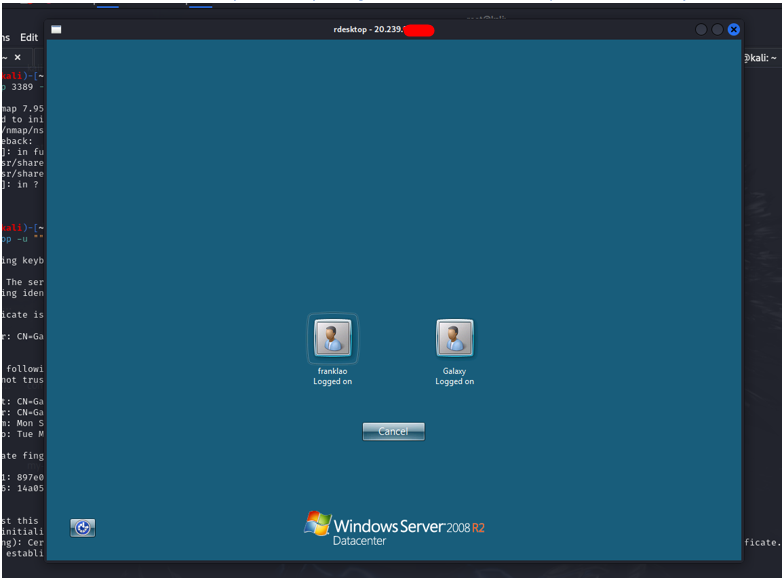 rdesktop - 20.239.
ns Edit
~ ×
@kali: ~
kali)-[~
p 3389 -
map 7.95
d to ini
/nmap/ns
eback:
]: in fu
sr/share
sr/share
]: in ?
kali)-[~
op -u ""
ing keyb
The ser
ing iden
icate is
r: CN=Ga
followi
not trus
t: CN=Ga
r: CN=Ga
m: Mon S
o: Tue M
ate fing
1: 897e0
6: 14a05
st this
initiali
ng): Cer
ficate.
establi
franklao
Logged on
Galaxy
Logged on
Cancel
Windows Server 2008 R2
Datacenter